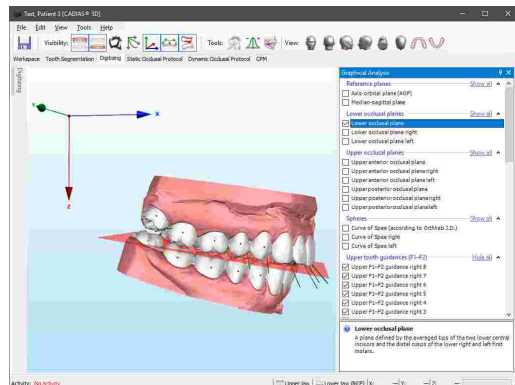 Test, Patient 3 [CADIAS® 3D]
File Edit View Tools Help
Visibility: Tools: View:
Workspace Tooth Segmentation Digitizing Static Occlusal Protocol Dynamic Occlusal Protocol CPM
Digitizing
Y
X
Z
Graphical Analysis
Reference planes Show all
Axis-orbital plane (AOP)
Median-sagittal plane
Lower occlusal planes Show all
Lower occlusal plane
Lower occlusal plane right
Lower occlusal plane left
Upper occlusal planes Show all
Upper anterior occlusal plane
Upper anterior occlusal plane right
Upper anterior occlusal plane left
Upper posterior occlusal plane
Upper posterior occlusal plane right
Upper posterior occlusal plane left
Spheres Show all
Curve of Spee (according to Orthlieb J.D.)
Curve of Spee right
Curve of Spee left
Upper tooth guidances (F1-F2) Hide all
Upper F1-F2 guidance right 8
Upper F1-F2 guidance right 7
Upper F1-F2 guidance right 6
Upper F1-F2 guidance right 5
Upper F1-F2 guidance right 4
Upper F1-F2 guidance right 3
Lower occlusal plane
A plane defined by the averaged tips of the two lower central
incisors and the distal cusps of the lower right and left first
molars.
Activity: No activity Upper jaw Lower jaw (RCP) X: — Y: — Z: —